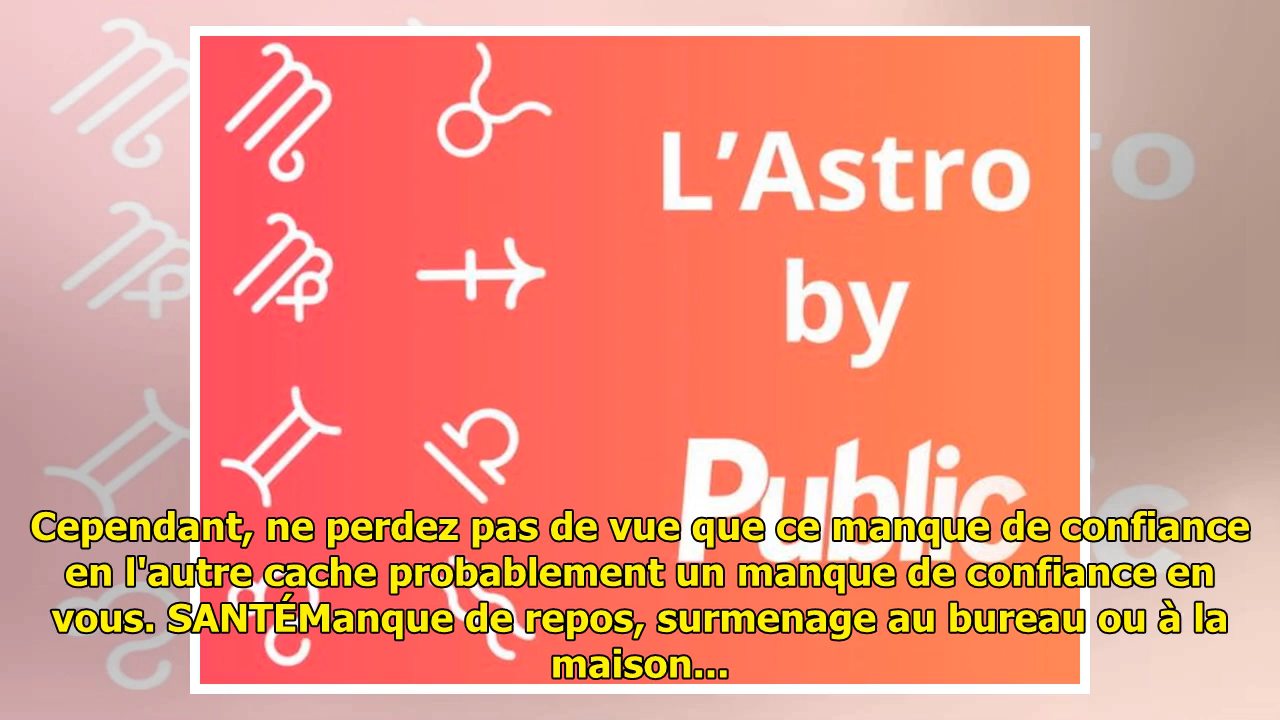 L’Astro
by
Public
Cependant, ne perdez pas de vue que ce manque de confiance
en l'autre cache probablement un manque de confiance en
vous. SANTÉManque de repos, surmenage au bureau ou à la
maison...